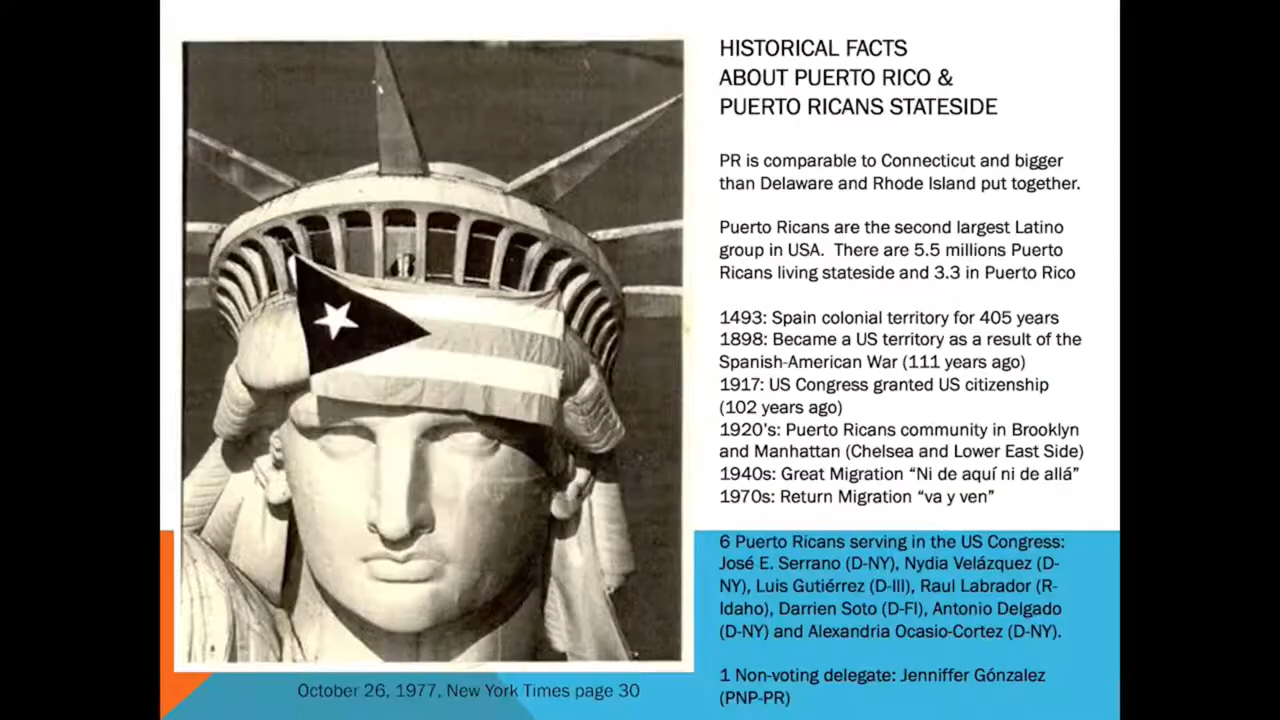 HISTORICAL FACTS
ABOUT PUERTO RICO &
PUERTO RICANS STATESIDE
PR is comparable to Connecticut and bigger
than Delaware and Rhode Island put together.
Puerto Ricans are the second largest Latino
group in USA. There are 5.5 millions Puerto
Ricans living stateside and 3.3 in Puerto Rico
1493: Spain colonial territory for 405 years
1898: Became a US territory as a result of the
Spanish-American War (111 years ago)
1917: US Congress granted US citizenship
(102 years ago)
1920's: Puerto Ricans community in Brooklyn
and Manhattan (Chelsea and Lower East Side)
1940s: Great Migration “Ni de aquí ni de allá”
1970s: Return Migration “va y ven”
6 Puerto Ricans serving in the US Congress:
José E. Serrano (D-NY), Nydia Velázquez (D-
NY), Luis Gutiérrez (D-Ill), Raul Labrador (R-
Idaho), Darrien Soto (D-Fl), Antonio Delgado
(D-NY) and Alexandria Ocasio-Cortez (D-NY).
1 Non-voting delegate: Jenniffer Gónzalez
(PNP-PR)
October 26, 1977, New York Times page 30